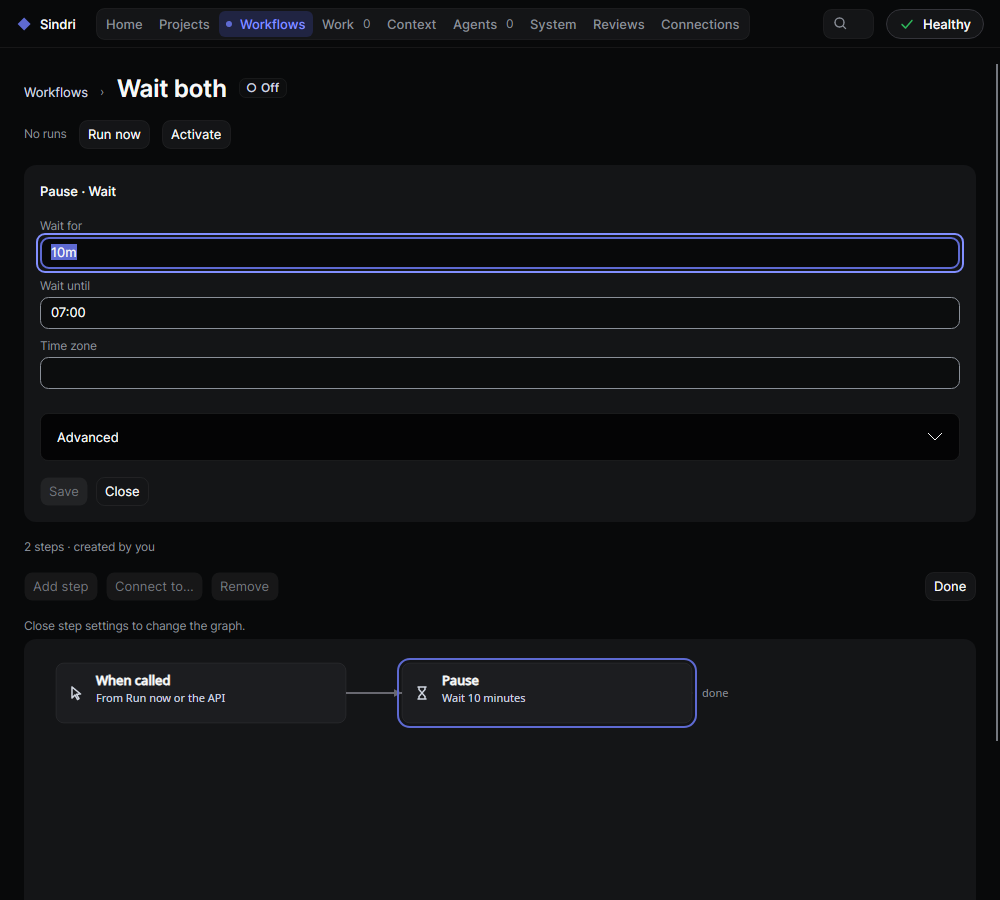 Sindri
Home Projects Workflows Work 0 Context Agents 0 System Reviews Connections
Healthy
Workflows › Wait both Off
No runs Run now Activate
Pause · Wait
Wait for
10m
Wait until
07:00
Time zone
Advanced
Save Close
2 steps · created by you
Add step Connect to... Remove Done
Close step settings to change the graph.
When called
From Run now or the API
Pause
Wait 10 minutes
done